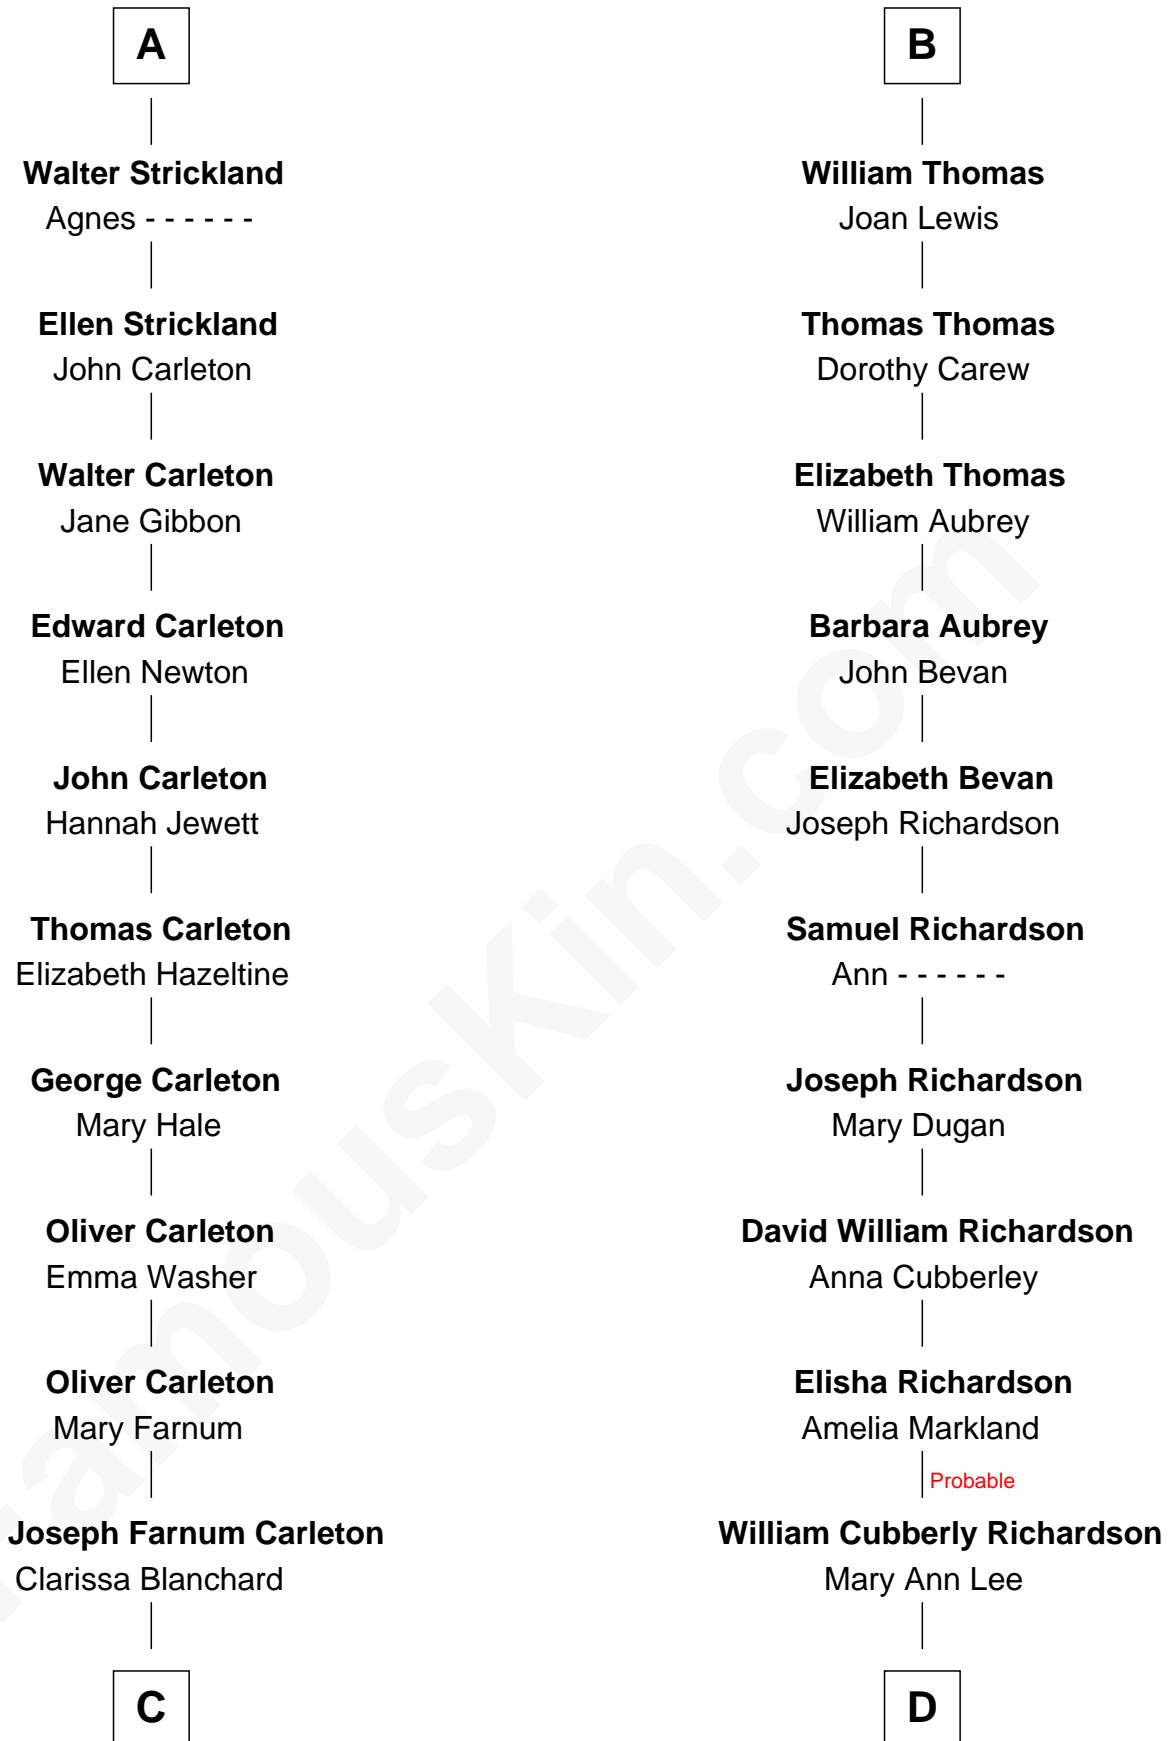 A
Walter Strickland
Agnes - - - - - -
Ellen Strickland
John Carleton
Walter Carleton
Jane Gibbon
Edward Carleton
Ellen Newton
John Carleton
Hannah Jewett
Thomas Carleton
Elizabeth Hazeltine
George Carleton
Mary Hale
Oliver Carleton
Emma Washer
Oliver Carleton
Mary Farnum
Joseph Farnum Carleton
Clarissa Blanchard
C
B
William Thomas
Joan Lewis
Thomas Thomas
Dorothy Carew
Elizabeth Thomas
William Aubrey
Barbara Aubrey
John Bevan
Elizabeth Bevan
Joseph Richardson
Samuel Richardson
Ann - - - - - -
Joseph Richardson
Mary Dugan
David William Richardson
Anna Cubberley
Elisha Richardson
Amelia Markland
Probable
William Cubberly Richardson
Mary Ann Lee
D
FamousKin.com